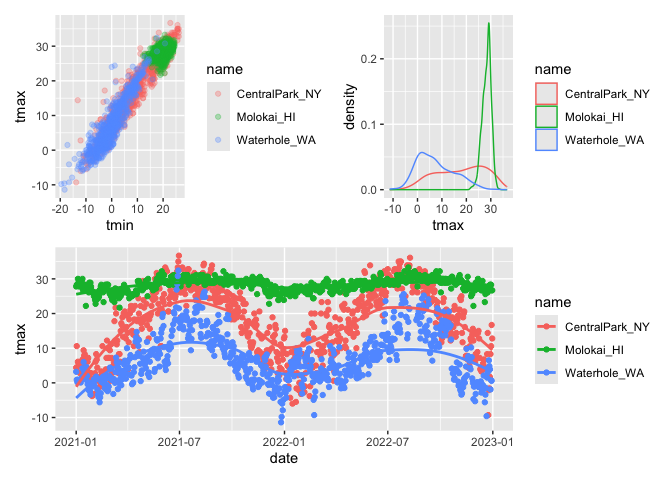 tmax
30
20
10
0
-10
-20
-10
0
10
20
tmin
name
CentralPark_NY
Molokai_HI
Waterhole_WA
density
0.2
0.1
0.0
-10
0
10
20
30
tmax
name
CentralPark_NY
Molokai_HI
Waterhole_WA
tmax
30
20
10
0
-10
2021-01
2021-07
2022-01
2022-07
2023-01
date
name
CentralPark_NY
Molokai_HI
Waterhole_WA